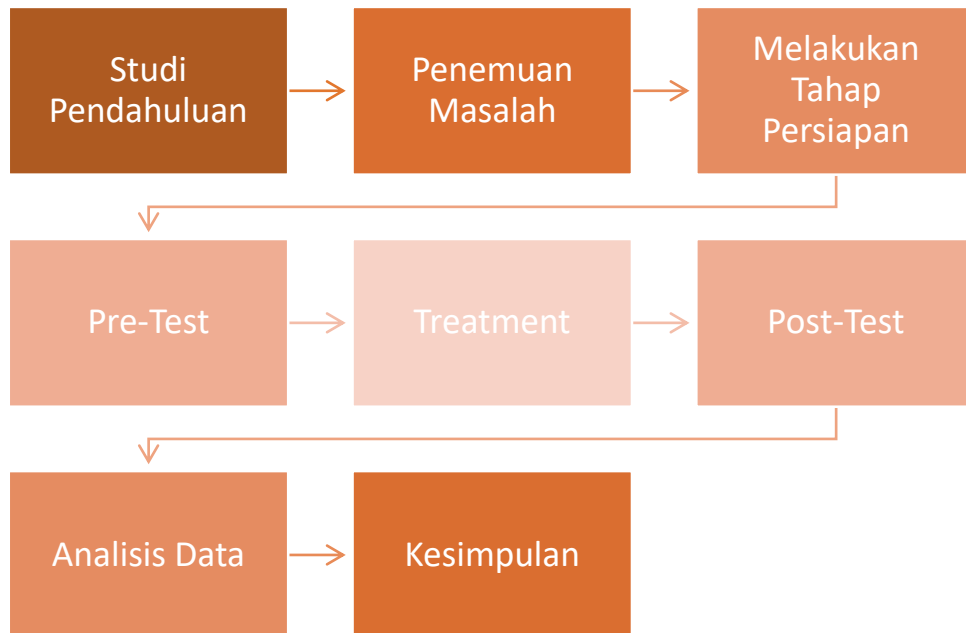 Studi
Pendahuluan
Penemuan
Masalah
Melakukan
Tahap
Persiapan
Pre-Test
Treatment
Post-Test
Analisis Data
Kesimpulan